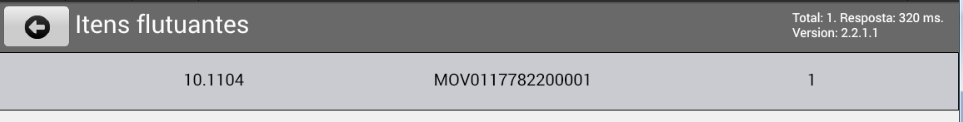 Itens flutuantes
Total: 1. Resposta: 320 ms.
Version: 2.2.1.1
10.1104 MOV0117782200001 1